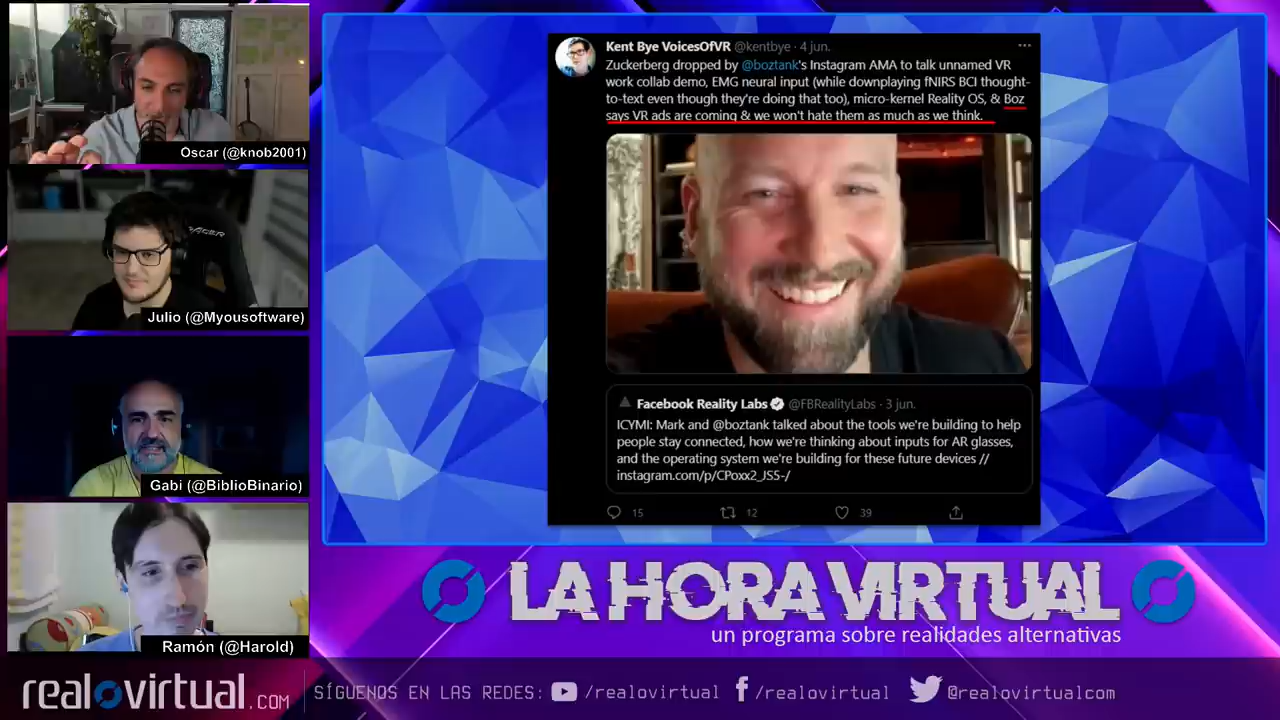 Oscar (@knob2001)
Julio (@Myousoftware)
Gabi (@BiblioBinario)
Ramón (@Harold)
Kent Bye VoicesOfVR @kentbye · 4 jun.
Zuckerberg dropped by @boztank's Instagram AMA to talk unnamed VR
work collab demo, EMG neural input (while downplaying fNIRS BCI thought-
to-text even though they're doing that too), micro-kernel Reality OS, & Boz
says VR ads are coming & we won't hate them as much as we think.
Facebook Reality Labs @FBRealityLabs · 3 jun.
ICYMI: Mark and @boztank talked about the tools we're building to help
people stay connected, how we're thinking about inputs for AR glasses,
and the operating system we're building for these future devices //
instagram.com/p/CPoxx2_JS5-/
15 12 39
LA HORA VIRTUAL
un programa sobre realidades alternativas
realovirtual.com SÍGUENOS EN LAS REDES: /realovirtual /realovirtual @realovirtualcom